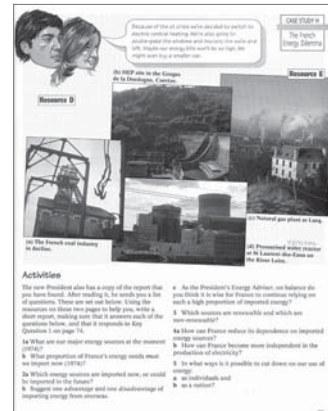 Because of the oil crisis we've decided to switch to
electric central heating. We're also going to
double-glaze the windows and insulate the walls and
loft. Maybe our energy bills won't be so high. We
might even buy a smaller car.
CASE STUDY H
The French
Energy Dilemma
(b) HEP site in the Gorges
de la Dordogne, Corrèze.
Resource E
Resource D
(c) Natural gas plant at Lacq.
(a) The French coal industry
in decline.
(d) Pressurised water reactor
at St Laurent-des-Eaux on
the River Loire.
Activities
The new President also has a copy of the report that
you have found. After reading it, he sends you a list
of questions. These are set out below. Using the
resources on these two pages to help you, write a
short report, making sure that it answers each of the
questions below, and that it responds to Key
Question 1 on page 74.
1a What are our major energy sources at the moment
(1974)?
b What proportion of France's energy needs must
we import now (1974)?
2a Which energy sources are imported now, or could
be imported in the future?
b Suggest one advantage and one disadvantage of
importing energy from overseas.
c As the President's Energy Adviser, on balance do
you think it is wise for France to continue relying on
such a high proportion of imported energy?
3 Which sources are renewable and which are
non-renewable?
4a How can France reduce its dependence on imported
energy sources?
b How can France become more independent in the
production of electricity?
5 In what ways is it possible to cut down on our use of
energy:
a as individuals and
b as a nation?